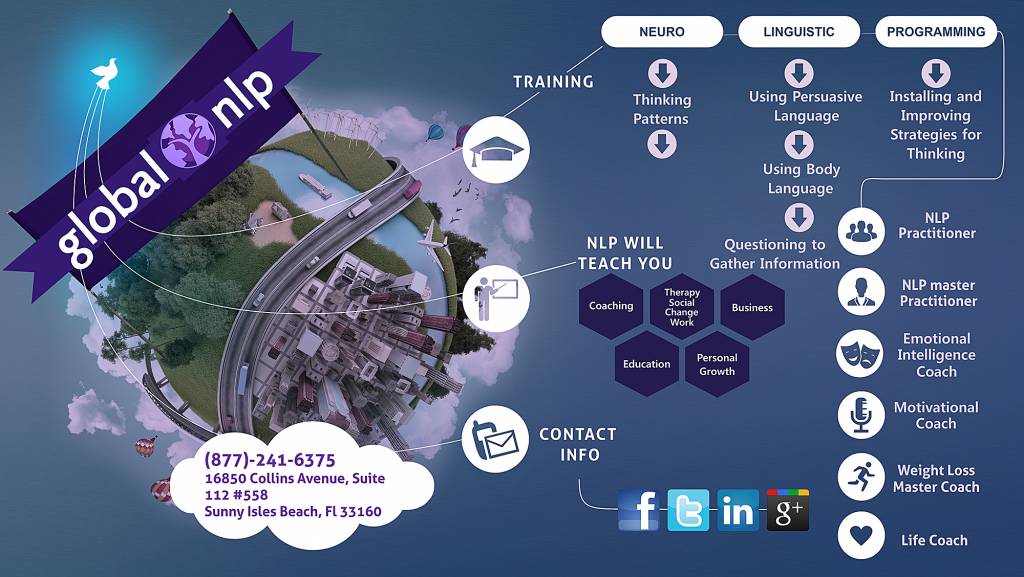 global nlp
TRAINING
NEURO
Thinking
Patterns
LINGUISTIC
Using Persuasive
Language
Using Body
Language
Questioning to
Gather Information
PROGRAMMING
Installing and
Improving
Strategies for
Thinking
NLP
Practitioner
NLP master
Practitioner
Emotional
Intelligence
Coach
Motivational
Coach
Weight Loss
Master Coach
Life Coach
NLP WILL
TEACH YOU
Coaching
Therapy
Social
Change
Work
Business
Education
Personal
Growth
CONTACT
INFO
(877)-241-6375
16850 Collins Avenue, Suite
112 #558
Sunny Isles Beach, Fl 33160
f
t
in
g+